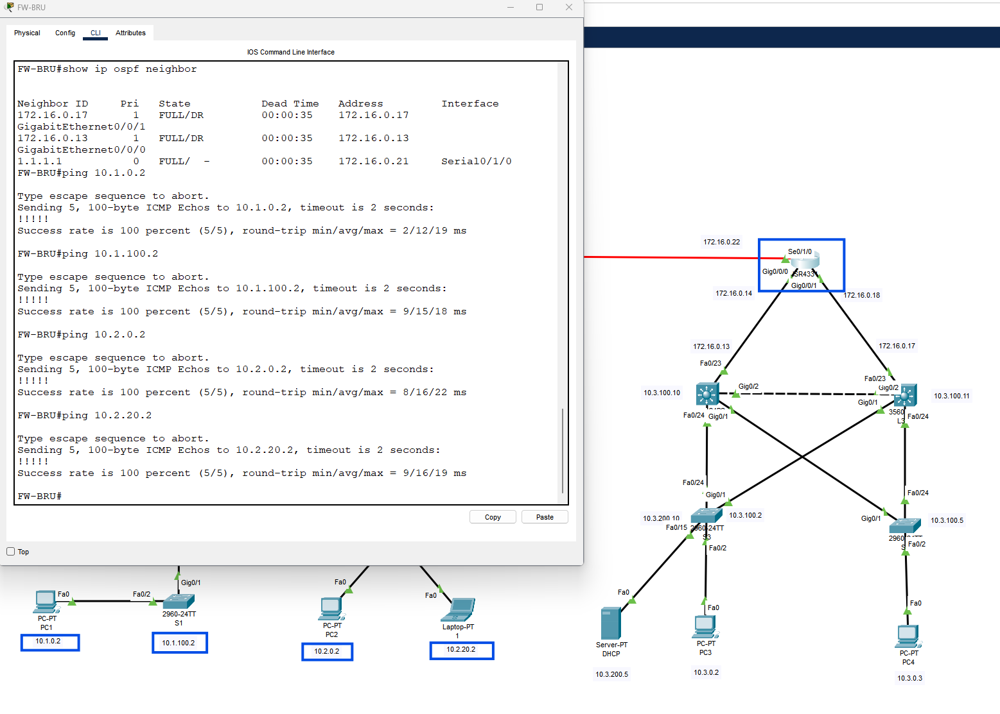 FW-BRU
Physical Config CLI Attributes
IOS Command Line Interface
FW-BRU#show ip ospf neighbor
Neighbor ID Pri State Dead Time Address Interface
172.16.0.17 1 FULL/DR 00:00:35 172.16.0.17
GigabitEthernet0/0/1
172.16.0.13 1 FULL/DR 00:00:35 172.16.0.13
GigabitEthernet0/0/0
1.1.1.1 0 FULL/ - 00:00:35 172.16.0.21 Serial0/1/0
FW-BRU#ping 10.1.0.2
Type escape sequence to abort.
Sending 5, 100-byte ICMP Echos to 10.1.0.2, timeout is 2 seconds:
!!!!!
Success rate is 100 percent (5/5), round-trip min/avg/max = 2/12/19 ms
FW-BRU#ping 10.1.100.2
Type escape sequence to abort.
Sending 5, 100-byte ICMP Echos to 10.1.100.2, timeout is 2 seconds:
!!!!!
Success rate is 100 percent (5/5), round-trip min/avg/max = 9/15/18 ms
FW-BRU#ping 10.2.0.2
Type escape sequence to abort.
Sending 5, 100-byte ICMP Echos to 10.2.0.2, timeout is 2 seconds:
!!!!!
Success rate is 100 percent (5/5), round-trip min/avg/max = 8/16/22 ms
FW-BRU#ping 10.2.20.2
Type escape sequence to abort.
Sending 5, 100-byte ICMP Echos to 10.2.20.2, timeout is 2 seconds:
!!!!!
Success rate is 100 percent (5/5), round-trip min/avg/max = 9/16/19 ms
FW-BRU#
Copy Paste
Top
172.16.0.22
Se0/1/0
Gig0/0/0
Gig0/0/1
172.16.0.14
172.16.0.18
172.16.0.13
172.16.0.17
Fa0/23
Fa0/23
10.3.100.10
Gig0/2
Gig0/2
10.3.100.11
Gig0/1
Fa0/24
Gig0/1
3560
Fa0/24
Fa0/24
Gig0/1
Fa0/24
10.3.200.10
10.3.100.2
Gig0/1
10.3.100.5
Fa0/15
2960-24TT
S3
Fa0/2
Fa0/2
Fa0
Fa0/2
Gig0/1
Fa0
Fa0
Fa0
Fa0
Fa0
PC-PT
PC1
10.1.0.2
2960-24TT
S1
10.1.100.2
PC-PT
PC2
10.2.0.2
Laptop-PT
1
10.2.20.2
Server-PT
DHCP
10.3.200.5
PC-PT
PC3
10.3.0.2
PC-PT
PC4
10.3.0.3